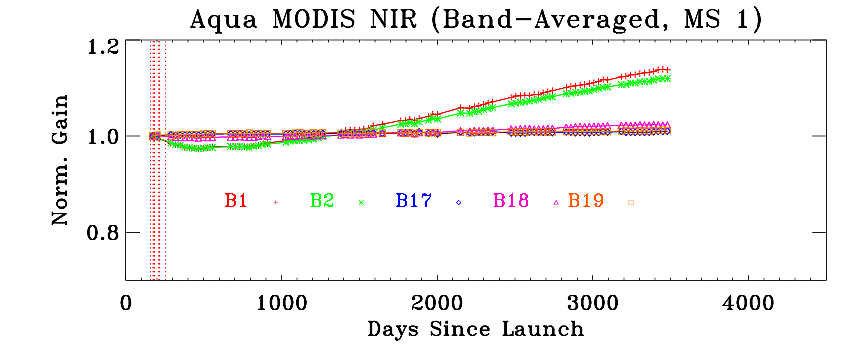 Aqua MODIS NIR (Band-Averaged, MS 1)
1.2
1.0
0.8
Norm. Gain
B1 B2 B17 B18 B19
0 1000 2000 3000 4000
Days Since Launch